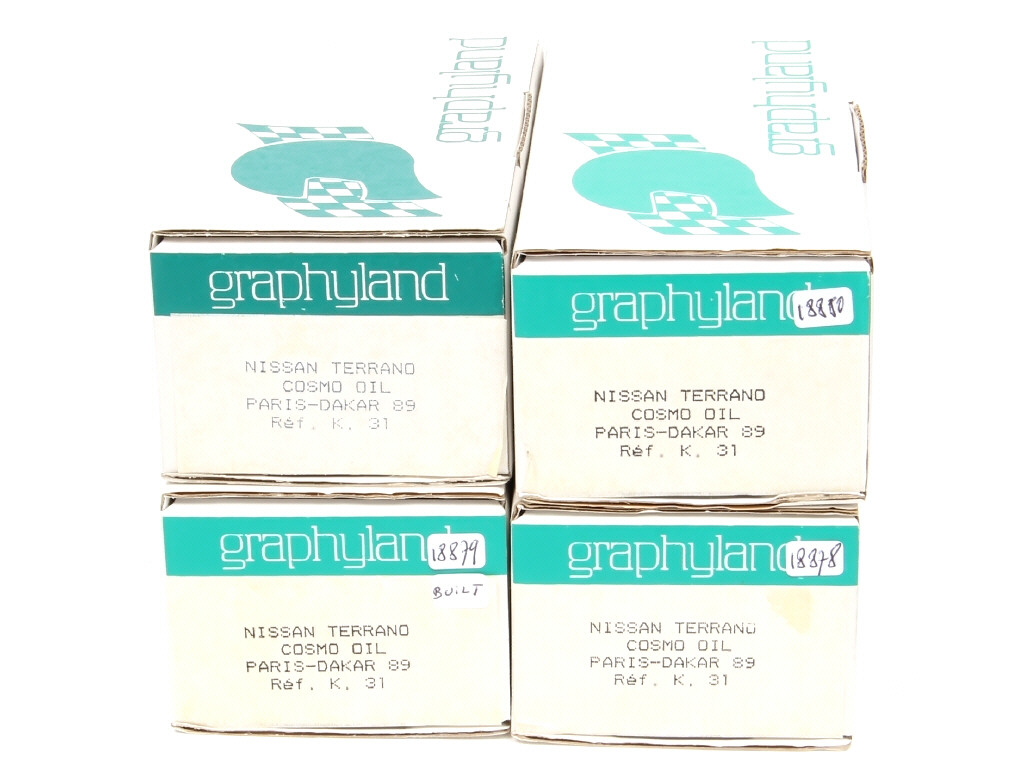 graphyland
graphyland
graphyland
NISSAN TERRANO
COSMO OIL
PARIS-DAKAR 89
Réf. K. 31
graphyland
18880
NISSAN TERRANO
COSMO OIL
PARIS-DAKAR 89
Réf. K. 31
graphyland
18879
BUILT
NISSAN TERRANO
COSMO OIL
PARIS-DAKAR 89
Réf. K. 31
graphyland
18878
NISSAN TERRANO
COSMO OIL
PARIS-DAKAR 89
Réf. K. 31